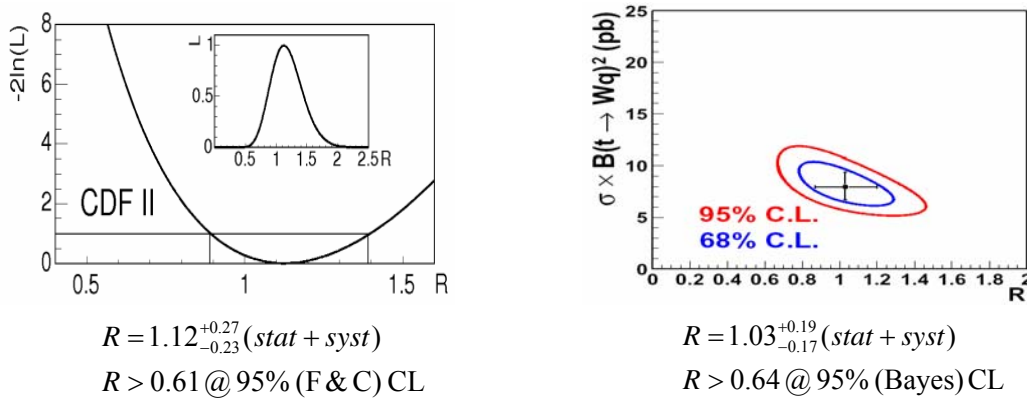 -2ln(L)
8
6
4
2
0
0.5
1
1.5
R
L
1
0.5
0
0.5
1
1.5
2
2.5R
CDF II
R = 1.12 +0.27 −0.23 (stat + syst)
R > 0.61 @ 95% (F & C) CL
σ × B(t → Wq)² (pb)
25
20
15
10
5
0
0 0.2 0.4 0.6 0.8 1 1.2 1.4 1.6 1.8 2
R
95% C.L.
68% C.L.
R = 1.03 +0.19 −0.17 (stat + syst)
R > 0.64 @ 95% (Bayes) CL